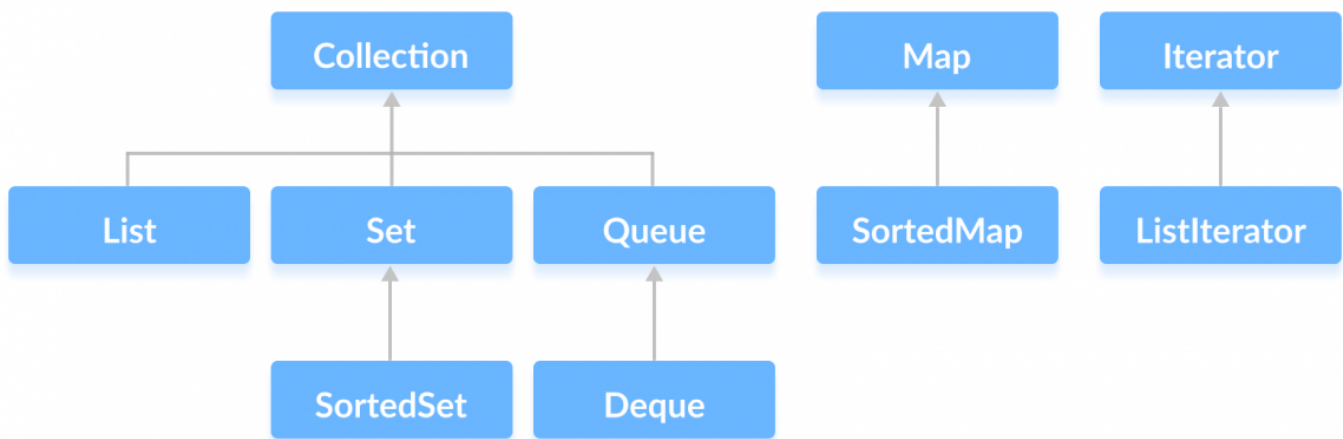 Collection
Map
Iterator
List
Set
Queue
SortedMap
ListIterator
SortedSet
Deque